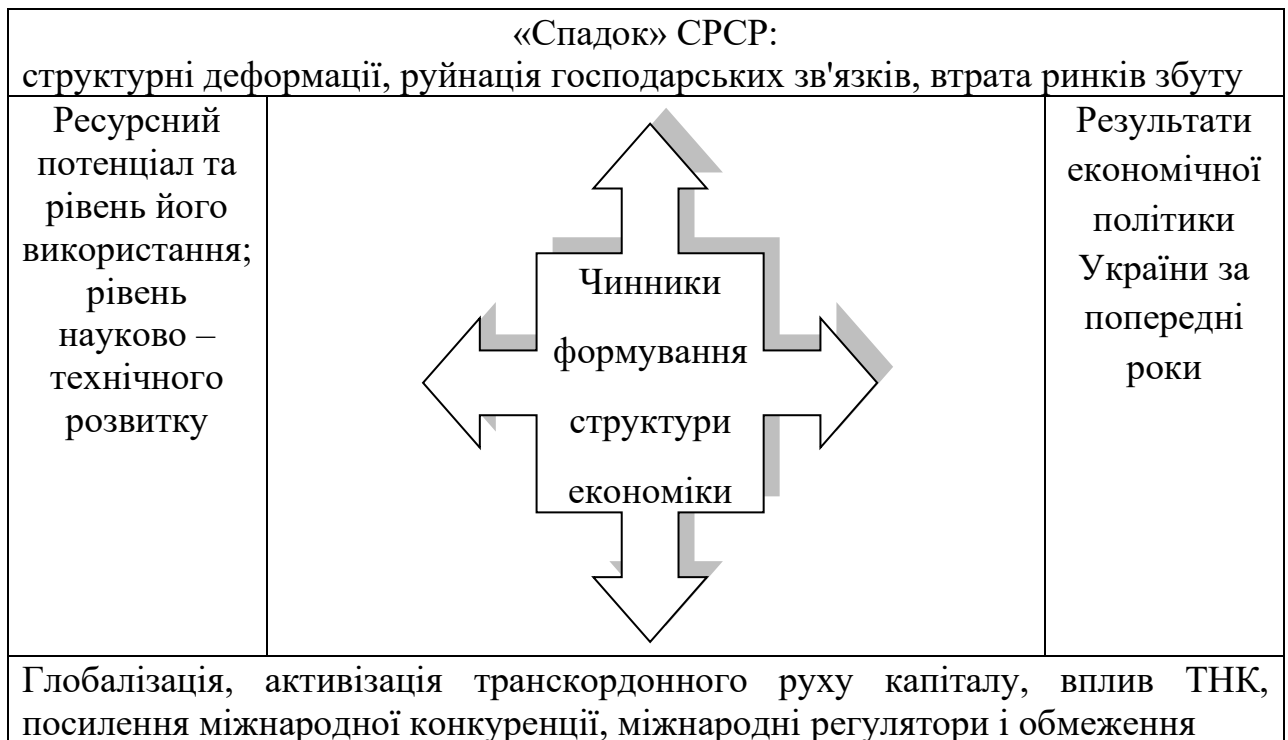 «Спадок» СРСР:
структурні деформації, руйнація господарських зв'язків, втрата ринків збуту
Ресурсний
потенціал та
рівень його
використання;
рівень
науково –
технічного
розвитку
Чинники
формування
структури
економіки
Результати
економічної
політики
України за
попередні
роки
Глобалізація, активізація транскордонного руху капіталу, вплив ТНК,
посилення міжнародної конкуренції, міжнародні регулятори і обмеження